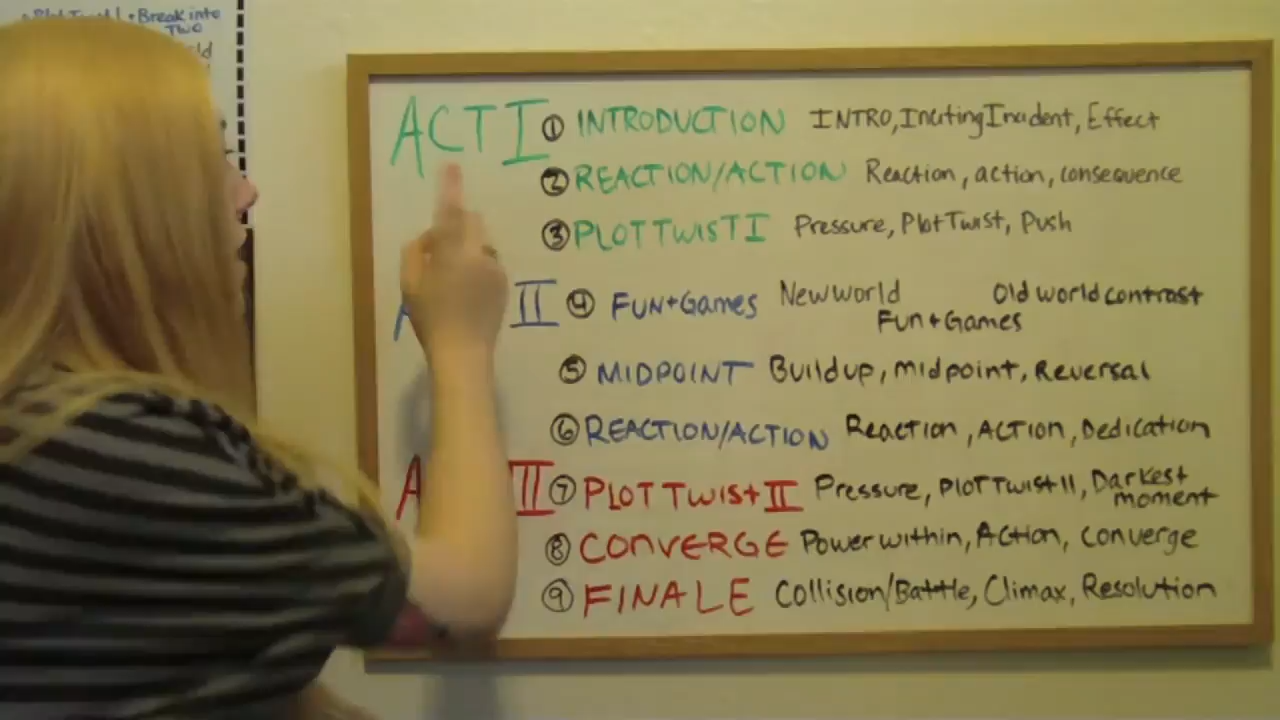 Break into
TWO
ACT I ① INTRODUCTION INTRO, Inciting Incident, Effect
② REACTION/ACTION Reaction, action, consequence
③ PLOT TWIST I Pressure, Plot Twist, Push
II ④ FUN+GAMES New world Old world contrast
Fun + Games
⑤ MIDPOINT Buildup, midpoint, Reversal
⑥ REACTION/ACTION Reaction, ACTION, Dedication
A III ⑦ PLOT TWIST II Pressure, PLOT TWIST II, Darkest
moment
⑧ CONVERGE Power within, Action, Converge
⑨ FINALE Collision/Battle, Climax, Resolution